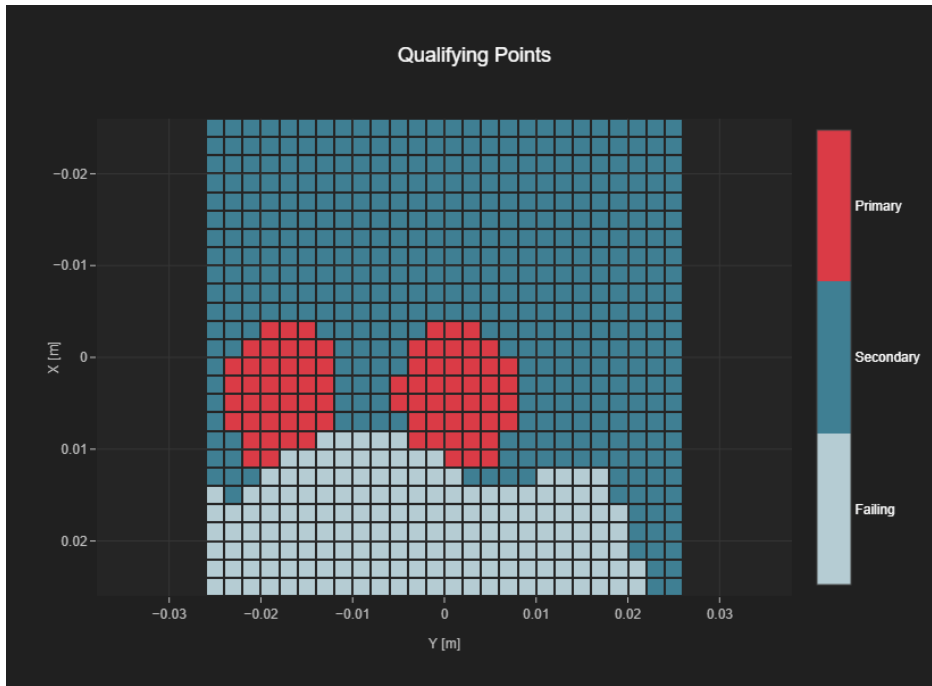 Qualifying Points
−0.02
−0.01
0
0.01
0.02
X [m]
−0.03
−0.02
−0.01
0
0.01
0.02
0.03
Y [m]
Primary
Secondary
Failing